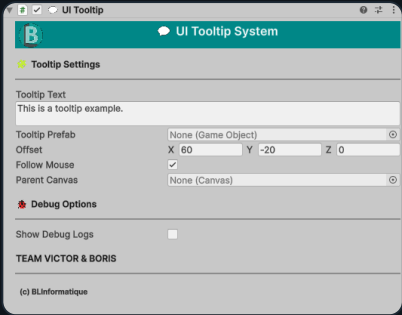 UI Tooltip
B
UI Tooltip System
Tooltip Settings
Tooltip Text
This is a tooltip example.
Tooltip Prefab None (Game Object)
Offset X 60 Y -20 Z 0
Follow Mouse
Parent Canvas None (Canvas)
Debug Options
Show Debug Logs
TEAM VICTOR & BORIS
(c) BLInformatique